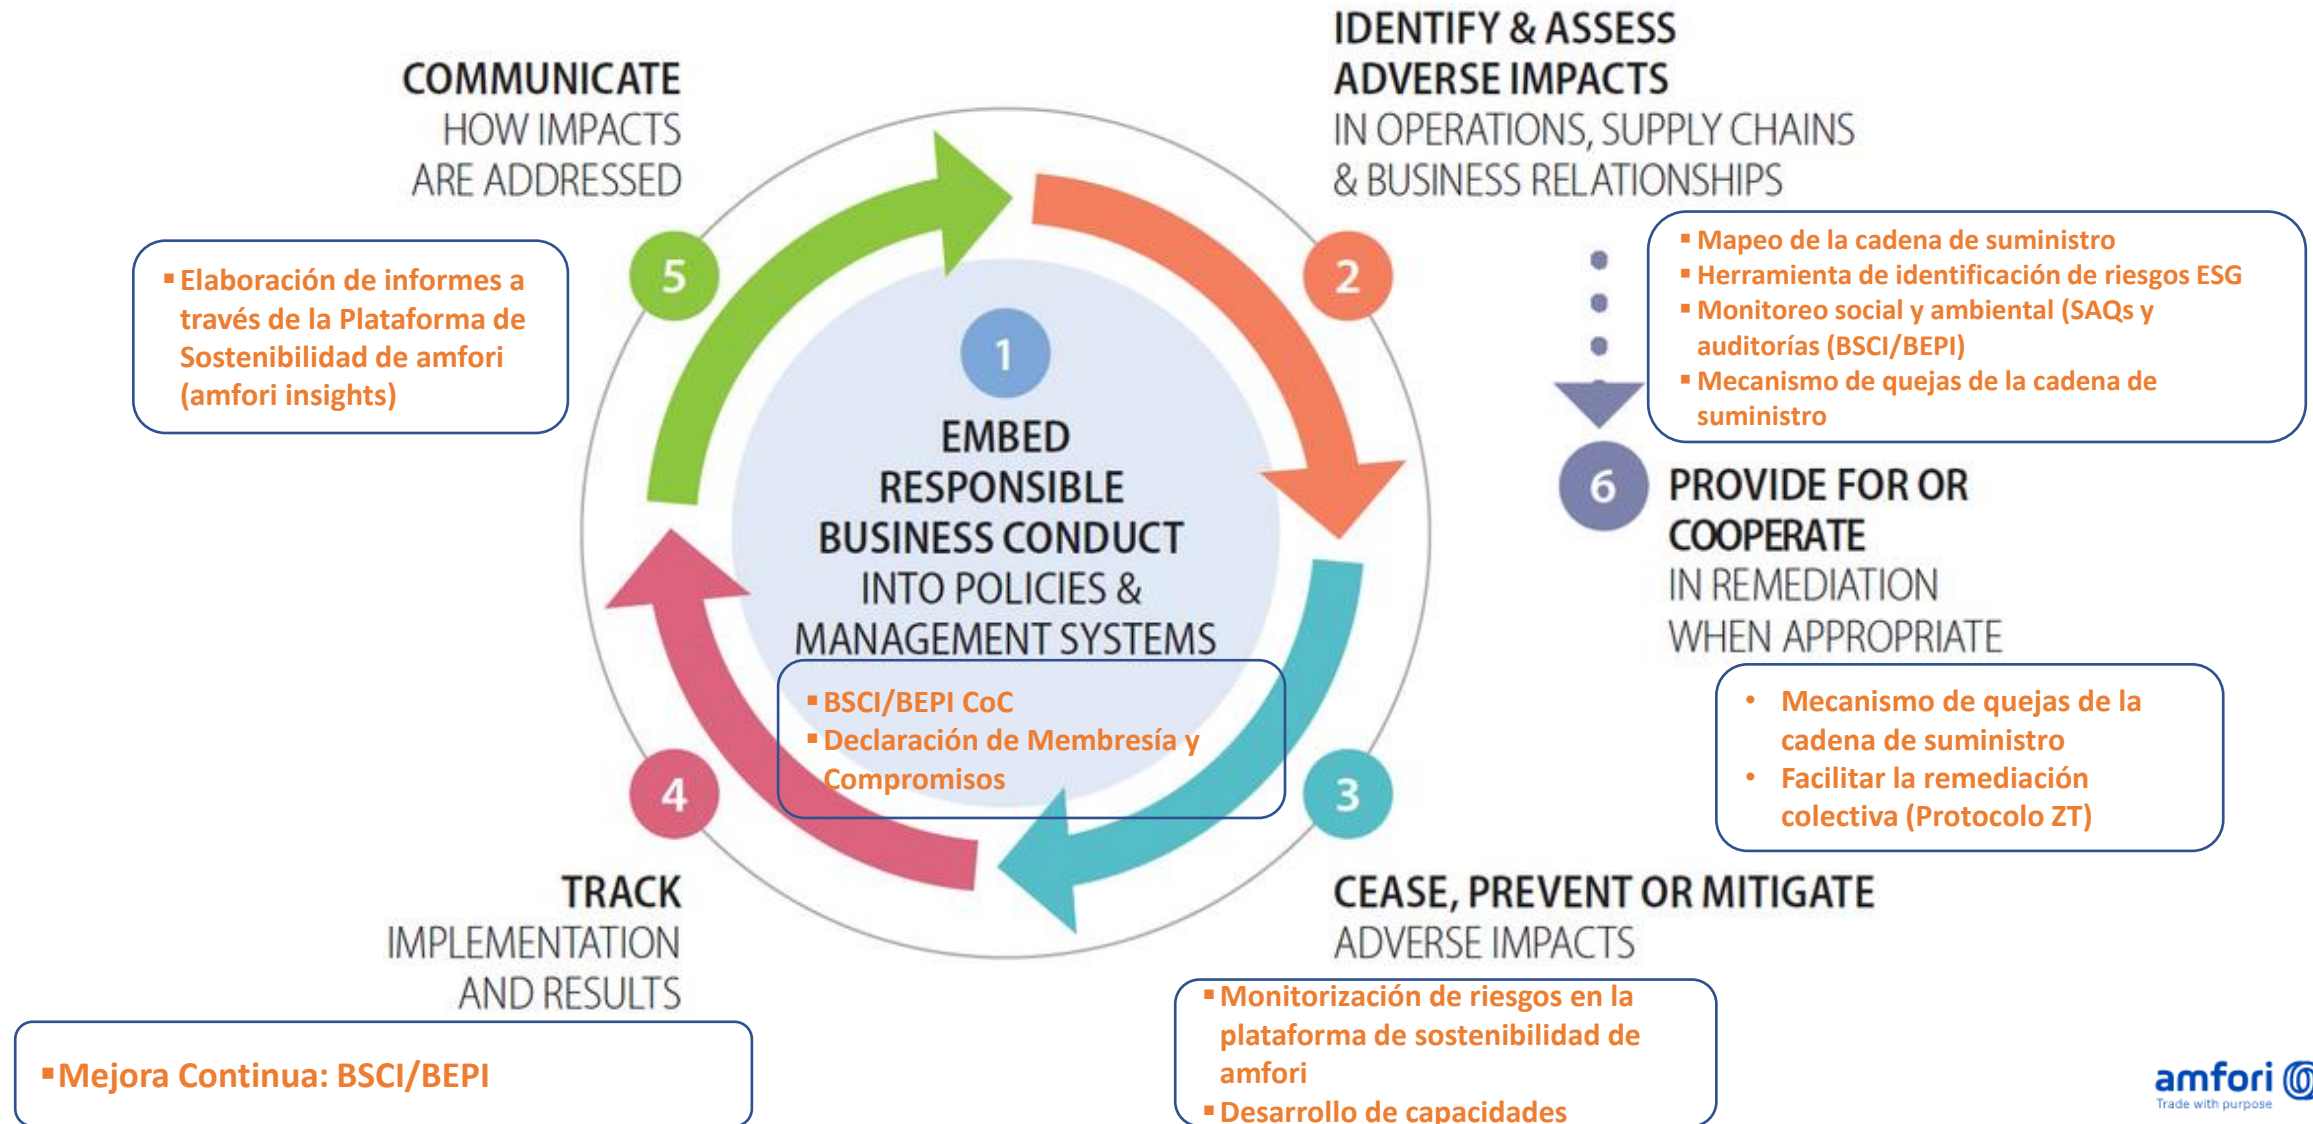 COMMUNICATE
HOW IMPACTS
ARE ADDRESSED
5
▪ Elaboración de informes a
través de la Plataforma de
Sostenibilidad de amfori
(amfori insights)
IDENTIFY & ASSESS
ADVERSE IMPACTS
IN OPERATIONS, SUPPLY CHAINS
& BUSINESS RELATIONSHIPS
2
▪ Mapeo de la cadena de suministro
▪ Herramienta de identificación de riesgos ESG
▪ Monitoreo social y ambiental (SAQs y
auditorías (BSCI/BEPI)
▪ Mecanismo de quejas de la cadena de
suministro
1
EMBED
RESPONSIBLE
BUSINESS CONDUCT
INTO POLICIES &
MANAGEMENT SYSTEMS
▪ BSCI/BEPI CoC
▪ Declaración de Membresía y
Compromisos
6
PROVIDE FOR OR
COOPERATE
IN REMEDIATION
WHEN APPROPRIATE
• Mecanismo de quejas de la
cadena de suministro
• Facilitar la remediación
colectiva (Protocolo ZT)
4
TRACK
IMPLEMENTATION
AND RESULTS
▪ Mejora Continua: BSCI/BEPI
3
CEASE, PREVENT OR MITIGATE
ADVERSE IMPACTS
▪ Monitorización de riesgos en la
plataforma de sostenibilidad de
amfori
▪ Desarrollo de capacidades
amfori
Trade with purpose